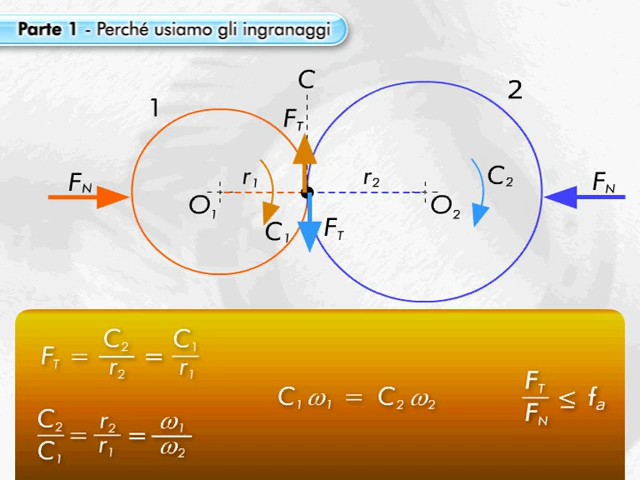 Parte 1 - Perché usiamo gli ingranaggi
C
1
2
F_T
F_N
r_1
r_2
C_2
F_N
O_1
O_2
C_1
F_T
F_T = C_2/r_2 = C_1/r_1
C_1 ω_1 = C_2 ω_2
F_T/F_N ≤ f_a
C_2/C_1 = r_2/r_1 = ω_1/ω_2